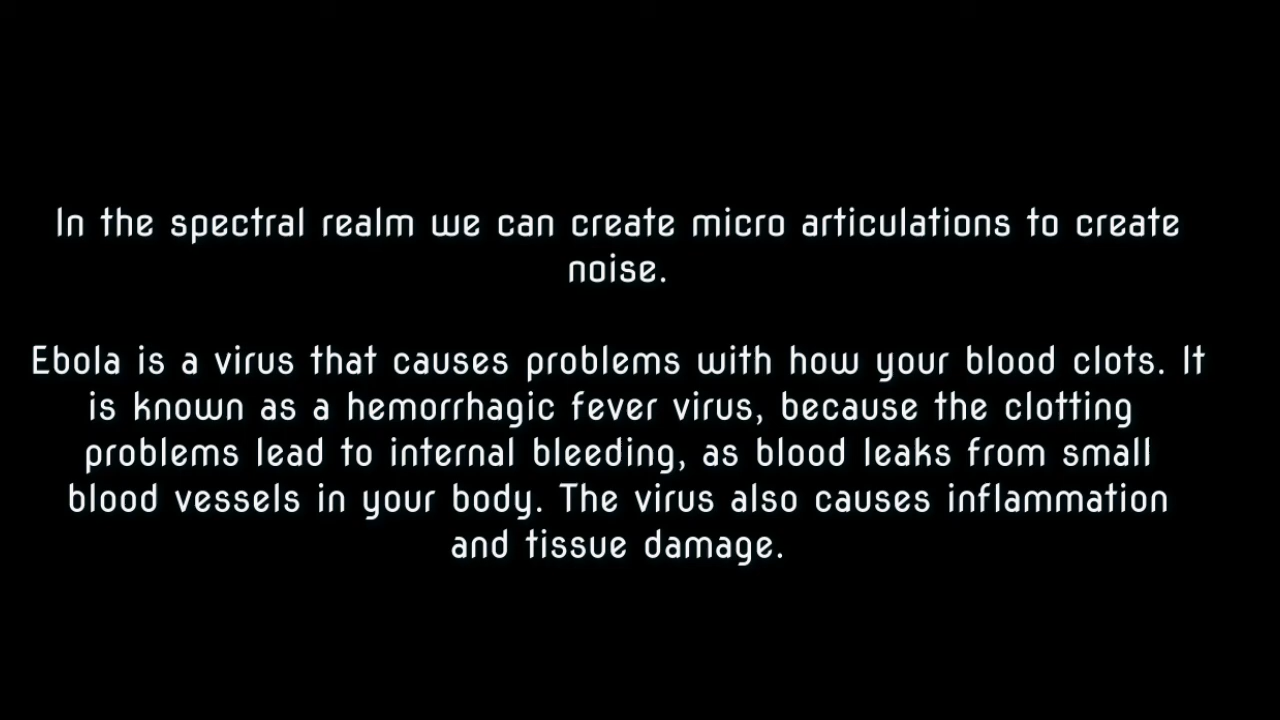 In the spectral realm we can create micro articulations to create
noise.
Ebola is a virus that causes problems with how your blood clots. It
is known as a hemorrhagic fever virus, because the clotting
problems lead to internal bleeding, as blood leaks from small
blood vessels in your body. The virus also causes inflammation
and tissue damage.